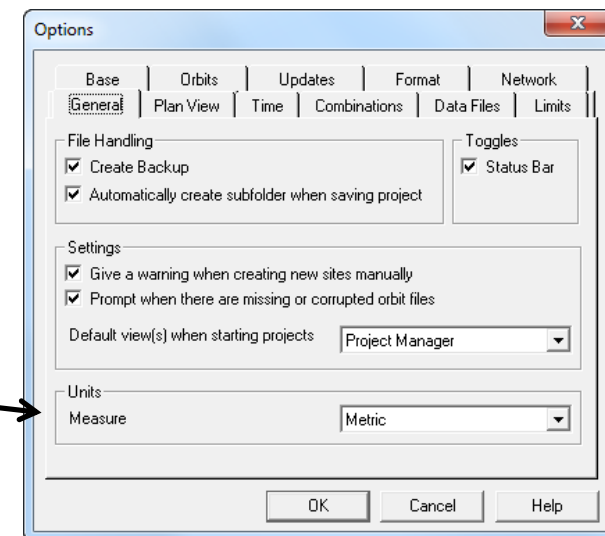 Options
Base Orbits Updates Format Network
General Plan View Time Combinations Data Files Limits
File Handling Toggles
Create Backup Status Bar
Automatically create subfolder when saving project
Settings
Give a warning when creating new sites manually
Prompt when there are missing or corrupted orbit files
Default view(s) when starting projects Project Manager
Units
Measure Metric
OK Cancel Help